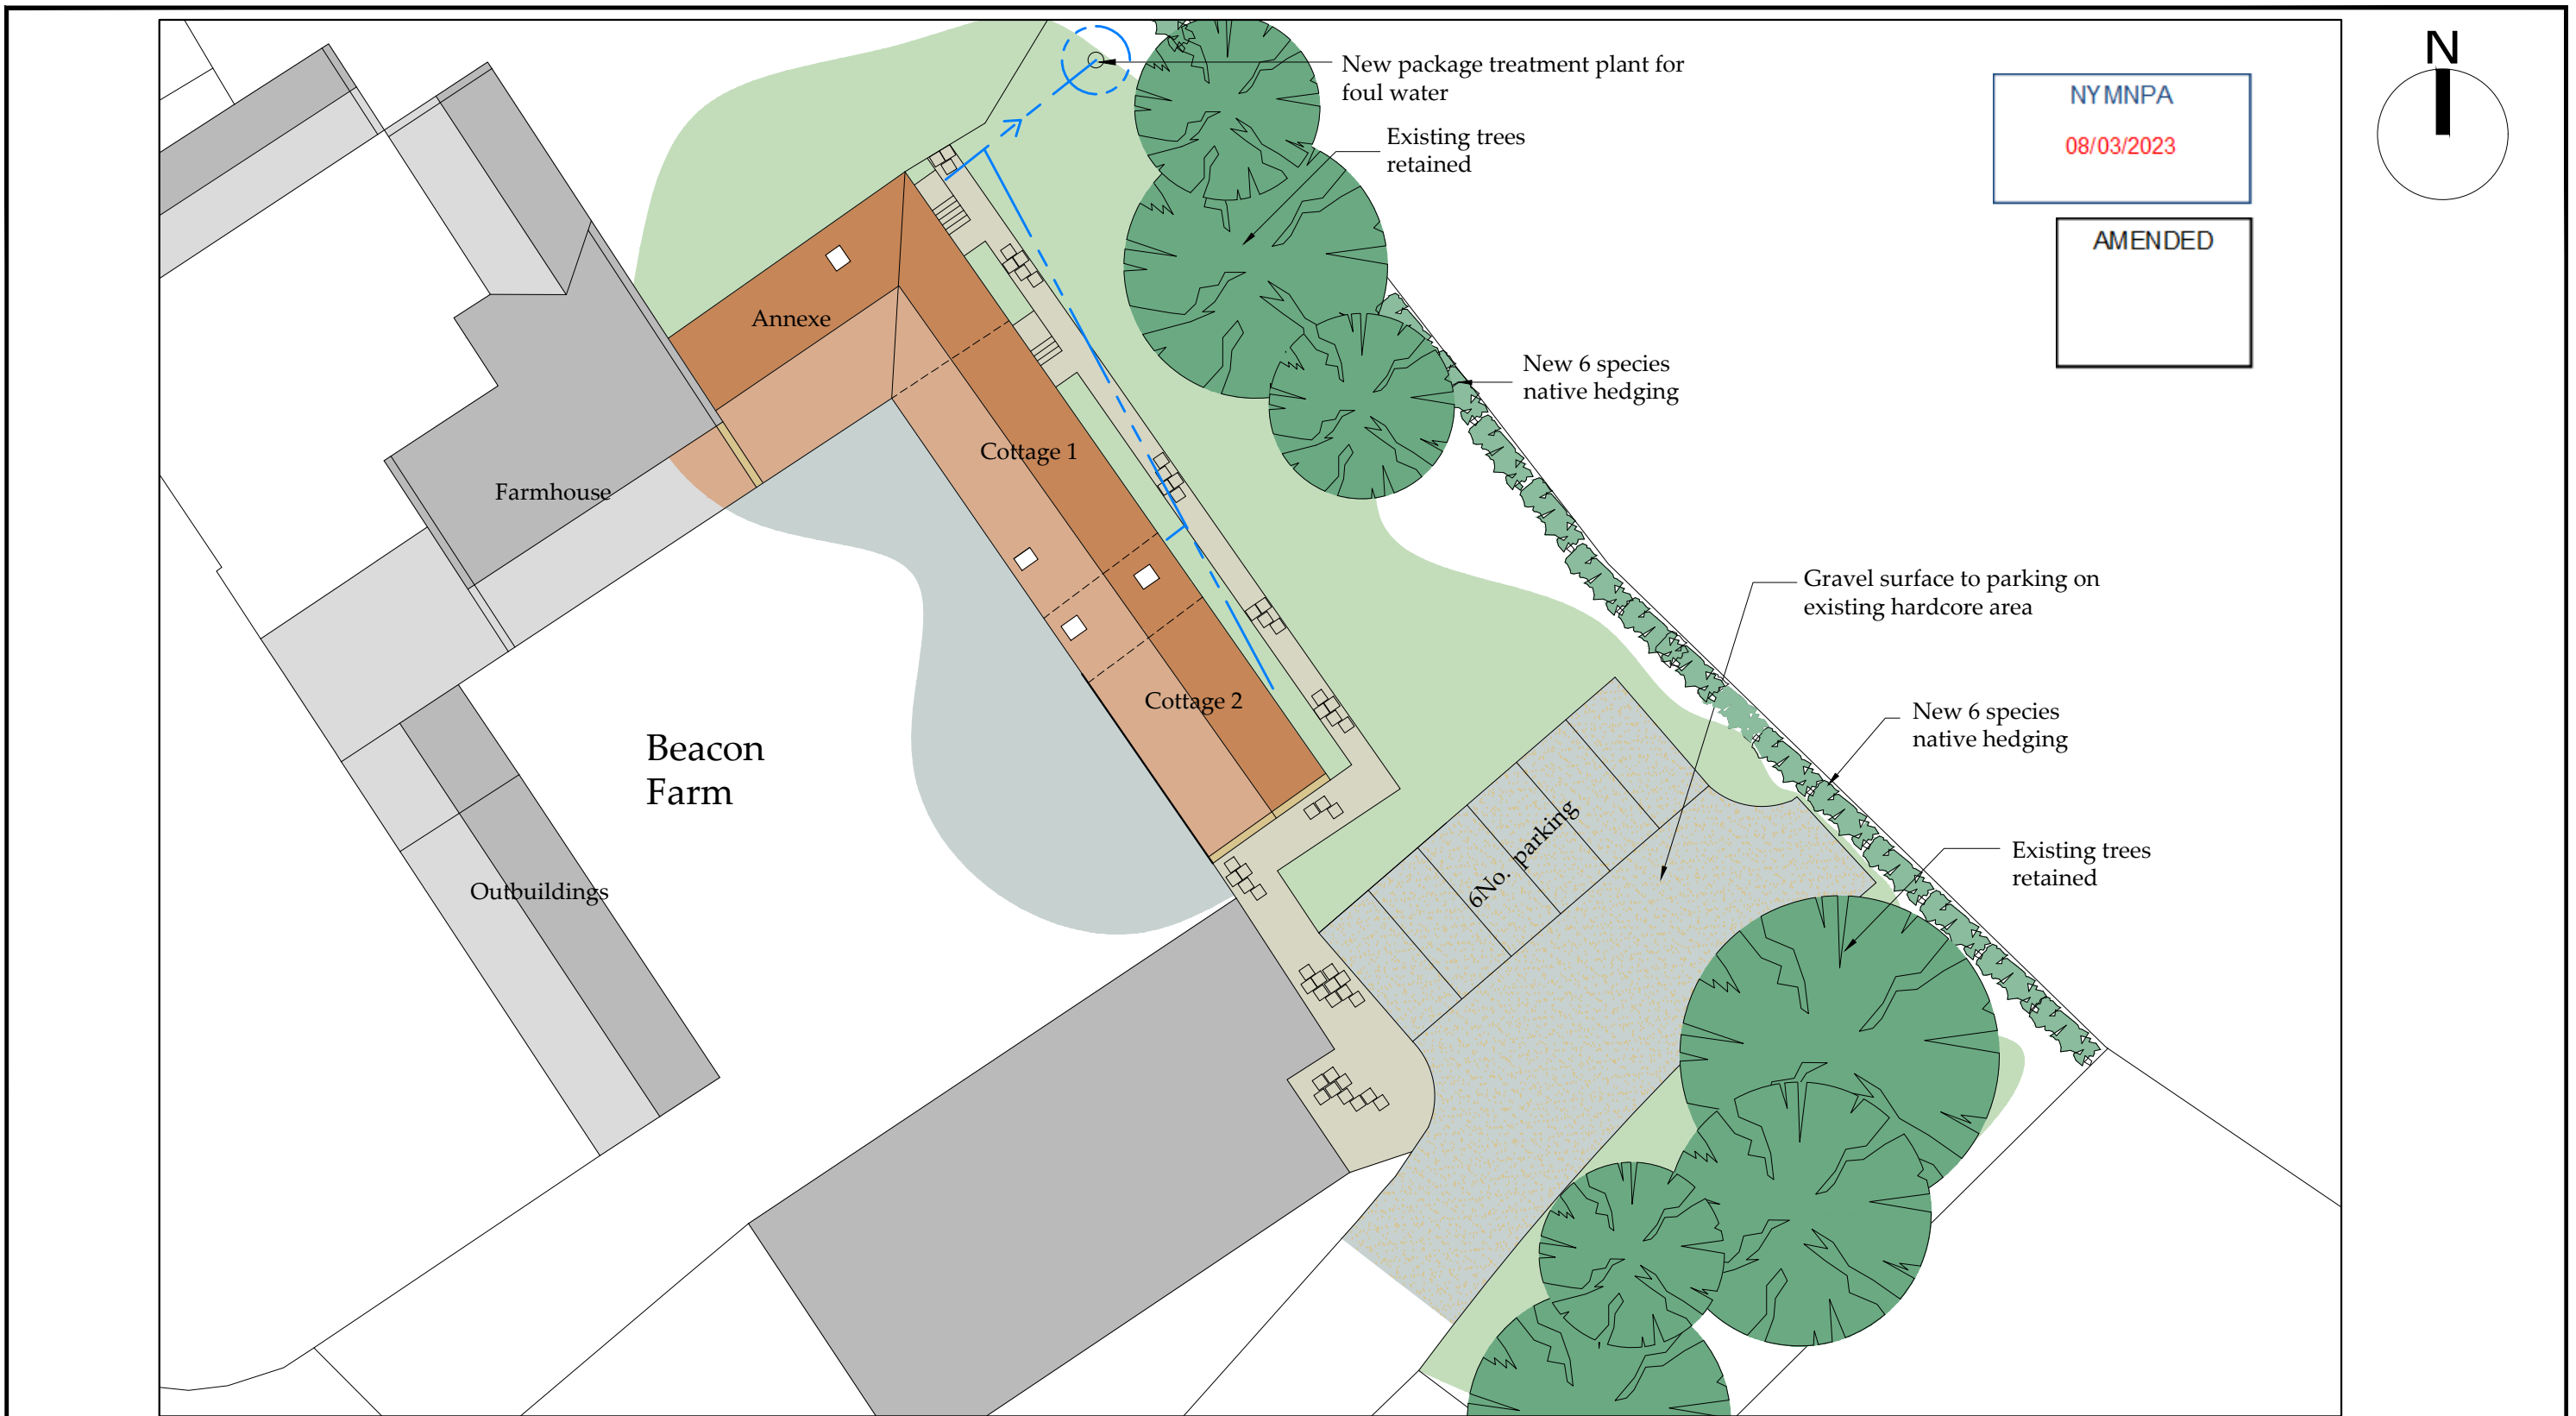 N
New package treatment plant for
foul water
NYMNPA
08/03/2023
Existing trees
retained
AMENDED
Annexe
New 6 species
native hedging
Cottage 1
Farmhouse
Gravel surface to parking on
existing hardcore area
Cottage 2
New 6 species
native hedging
Beacon
Farm
6No. parking
Existing trees
retained
Outbuildings